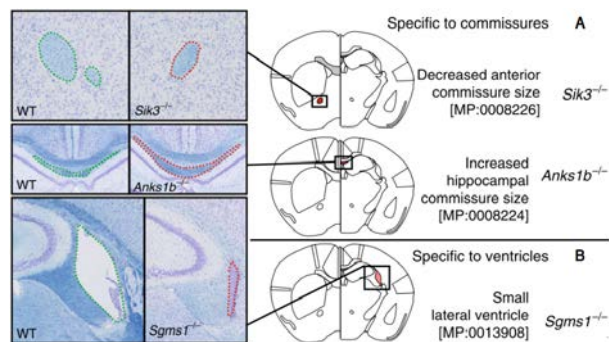 Specific to commissures A
WT
Sik3−/−
Decreased anterior
commissure size
[MP:0008226]
Sik3−/−
WT
Anks1b−/−
Increased
hippocampal
commissure size
[MP:0008224]
Anks1b−/−
Specific to ventricles B
WT
Sgms1−/−
Small
lateral ventricle
[MP:0013908]
Sgms1−/−